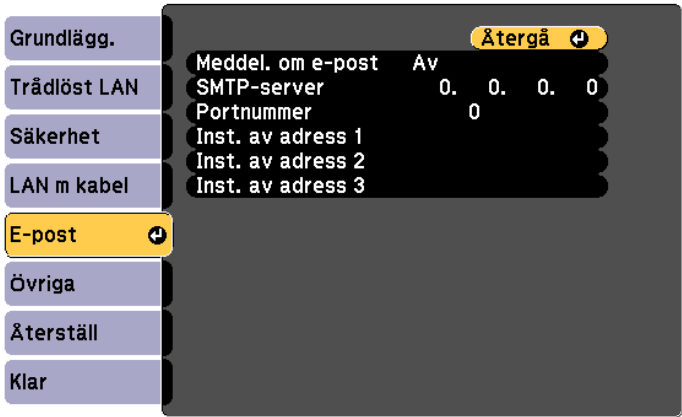 Grundlägg.
Trådlöst LAN
Säkerhet
LAN m kabel
E-post
Övriga
Återställ
Klar
Återgå
Meddel. om e-post Av
SMTP-server 0. 0. 0. 0
Portnummer 0
Inst. av adress 1
Inst. av adress 2
Inst. av adress 3